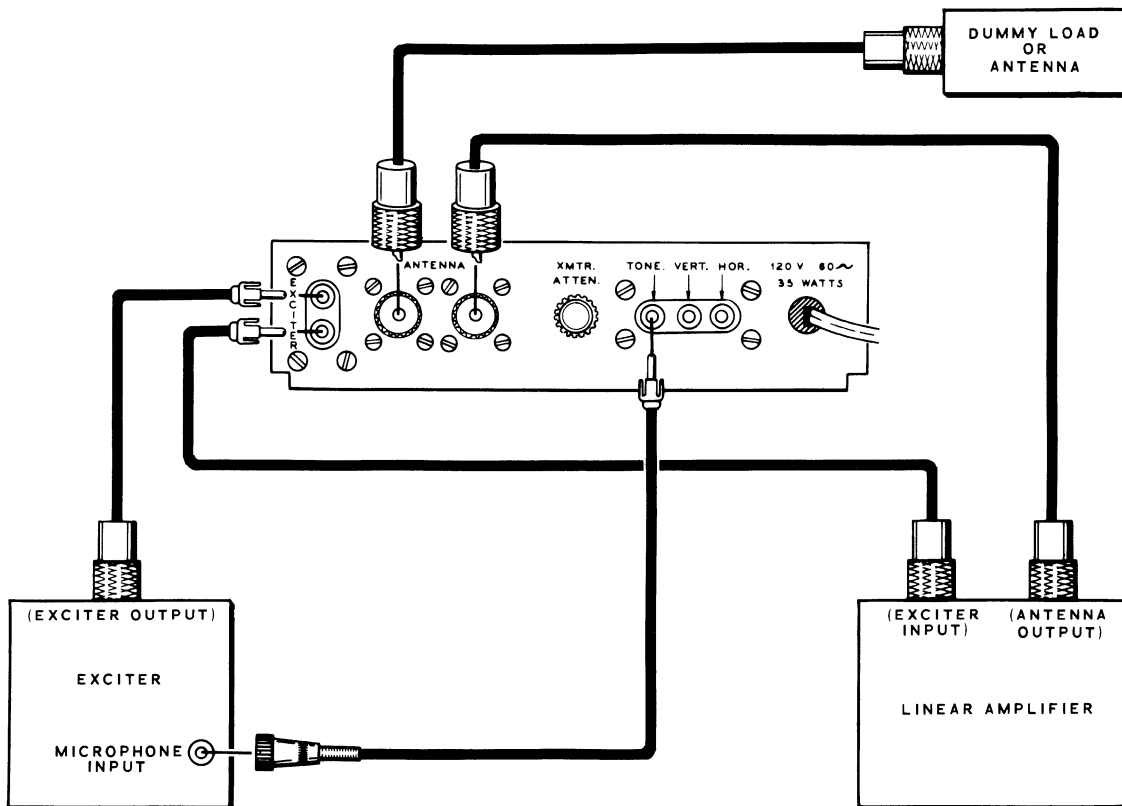 DUMMY LOAD
OR
ANTENNA
EXCITER
ANTENNA
XMTR.
ATTEN.
TONE. VERT. HOR.
120 V 60~
35 WATTS
(EXCITER OUTPUT)
EXCITER
MICROPHONE
INPUT
(EXCITER
INPUT)
(ANTENNA
OUTPUT)
LINEAR AMPLIFIER